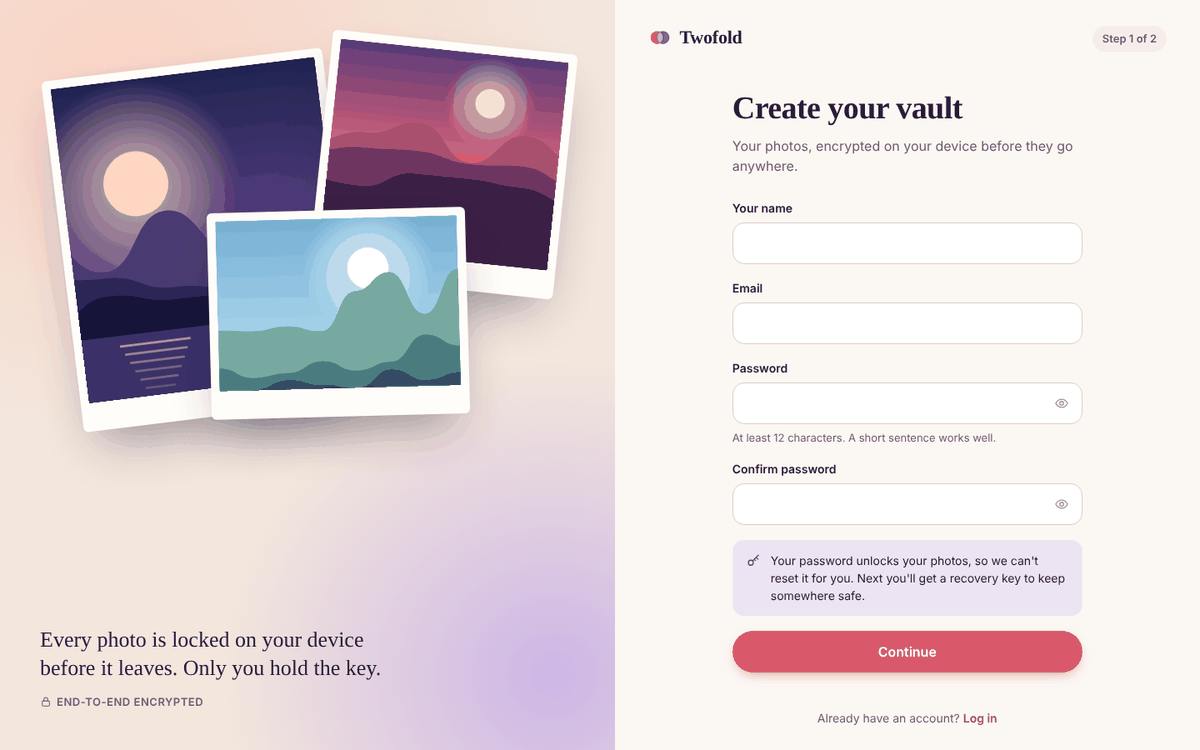 Every photo is locked on your device
before it leaves. Only you hold the key.
END-TO-END ENCRYPTED
Twofold
Step 1 of 2
Create your vault
Your photos, encrypted on your device before they go
anywhere.
Your name
Email
Password
At least 12 characters. A short sentence works well.
Confirm password
Your password unlocks your photos, so we can't
reset it for you. Next you'll get a recovery key to keep
somewhere safe.
Continue
Already have an account? Log in